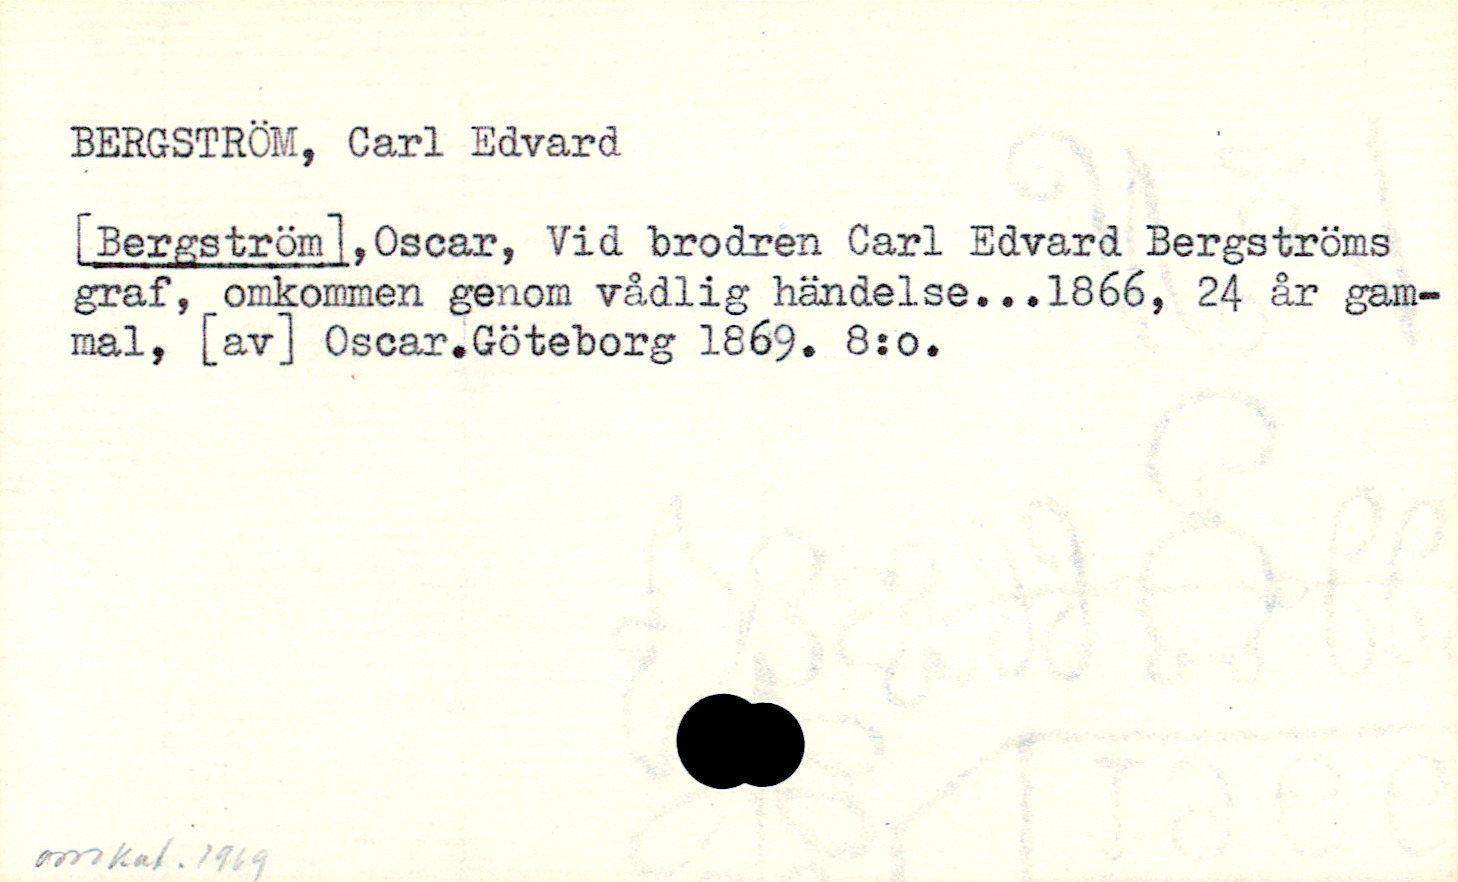 BERGSTRÖM, Carl Edvard
[Bergström],Oscar, Vid brodren Carl Edvard Bergströms
graf, omkommen genom vådlig händelse...1866, 24 år gam-
mal, [av] Oscar.Göteborg 1869. 8:o.
omkat. 1969